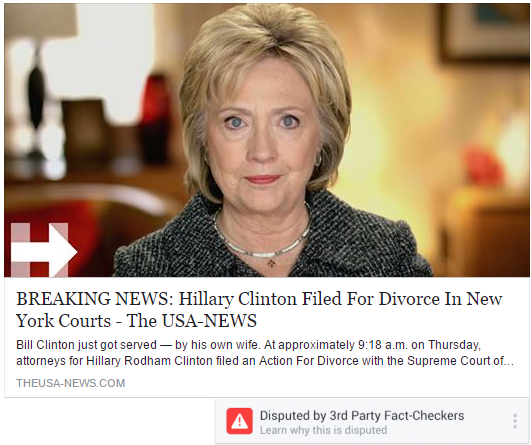 BREAKING NEWS: Hillary Clinton Filed For Divorce In New
York Courts - The USA-NEWS
Bill Clinton just got served — by his own wife. At approximately 9:18 a.m. on Thursday,
attorneys for Hillary Rodham Clinton filed an Action For Divorce with the Supreme Court of...
THEUSA-NEWS.COM
Disputed by 3rd Party Fact-Checkers
Learn why this is disputed